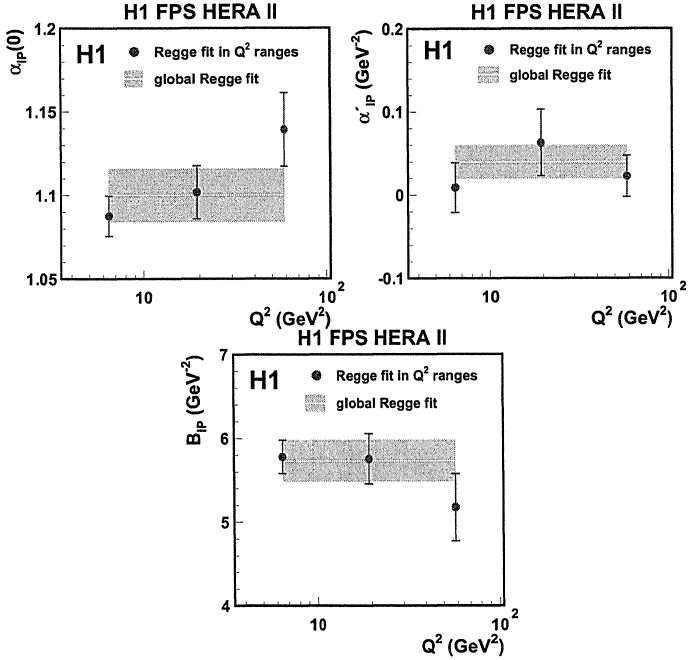 H1 FPS HERA II
α_IP(0)
1.2
1.15
1.1
1.05
H1
Regge fit in Q² ranges
global Regge fit
10
10²
Q² (GeV²)
H1 FPS HERA II
α´_IP (GeV⁻²)
0.2
0.1
0
-0.1
H1
Regge fit in Q² ranges
global Regge fit
10
10²
Q² (GeV²)
H1 FPS HERA II
B_IP (GeV⁻²)
7
6
5
4
H1
Regge fit in Q² ranges
global Regge fit
10
10²
Q² (GeV²)